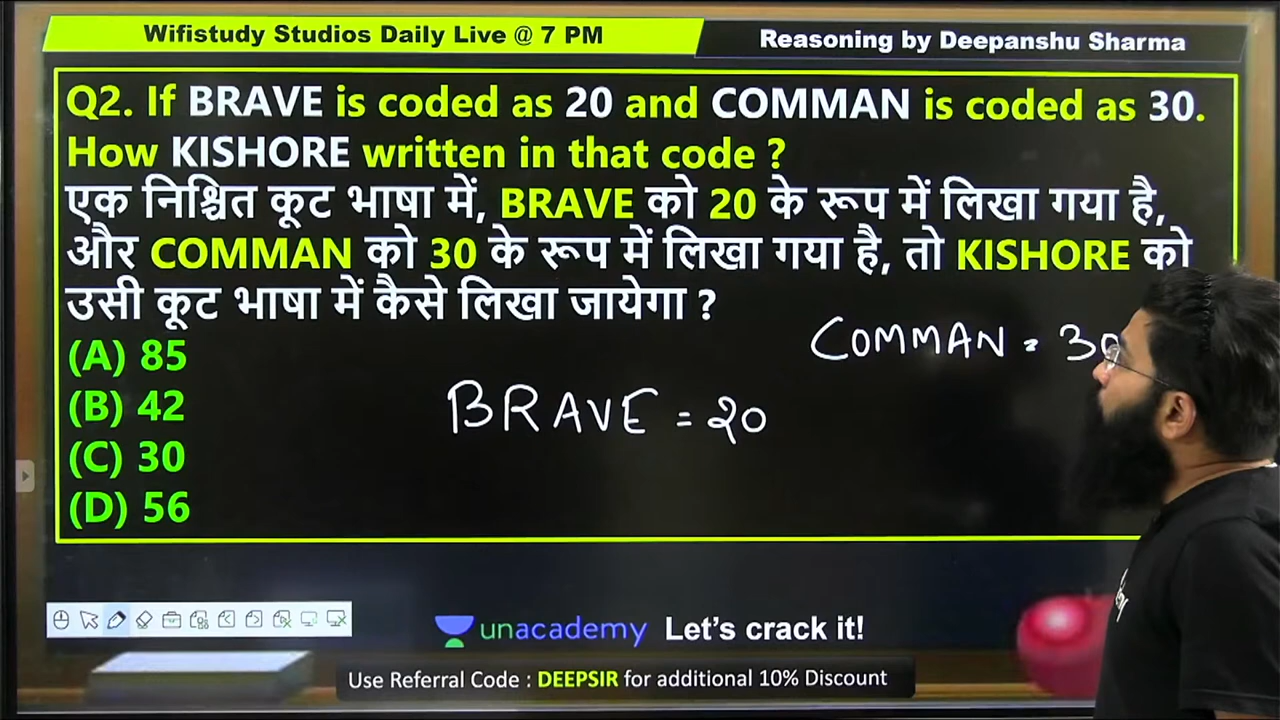 Wifistudy Studios Daily Live @ 7 PM
Reasoning by Deepanshu Sharma
Q2. If BRAVE is coded as 20 and COMMAN is coded as 30.
How KISHORE written in that code ?
एक निश्चित कूट भाषा में, BRAVE को 20 के रूप में लिखा गया है,
और COMMAN को 30 के रूप में लिखा गया है, तो KISHORE को
उसी कूट भाषा में कैसे लिखा जायेगा ?
(A) 85
(B) 42
(C) 30
(D) 56
COMMAN = 30
BRAVE = 20
unacademy Let's crack it!
Use Referral Code : DEEPSIR for additional 10% Discount